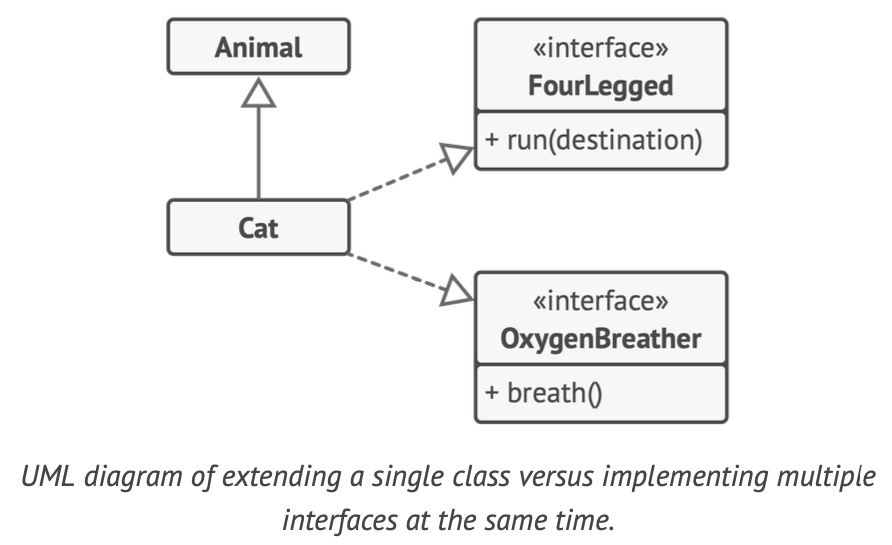 Animal
«interface»
FourLegged
+ run(destination)
Cat
«interface»
OxygenBreather
+ breath()
UML diagram of extending a single class versus implementing multiple
interfaces at the same time.